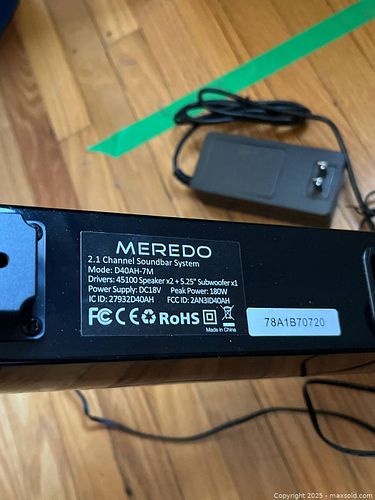 MEREDO
2.1 Channel Soundbar System
Mode: D40AH-7M
Drivers: 45100 Speaker x2 + 5.25" Subwoofer x1
Power Supply: DC18V Peak Power: 180W
IC ID: 27932D40AH FCC ID: 2AN3ID40AH
FC CE RoHS
Made in China
78A1B70720
Copyright © 2025 - maxsold.com